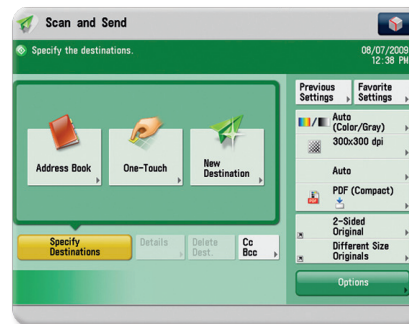 Scan and Send
Specify the destinations.
08/07/2009
12:38 PM
Previous
Settings
Favorite
Settings
Auto
(Color/Gray)
300x300 dpi
Auto
PDF (Compact)
2-Sided
Original
Different Size
Originals
Options
Address Book
One-Touch
New
Destination
Specify
Destinations
Details
Delete
Dest.
Cc
Bcc